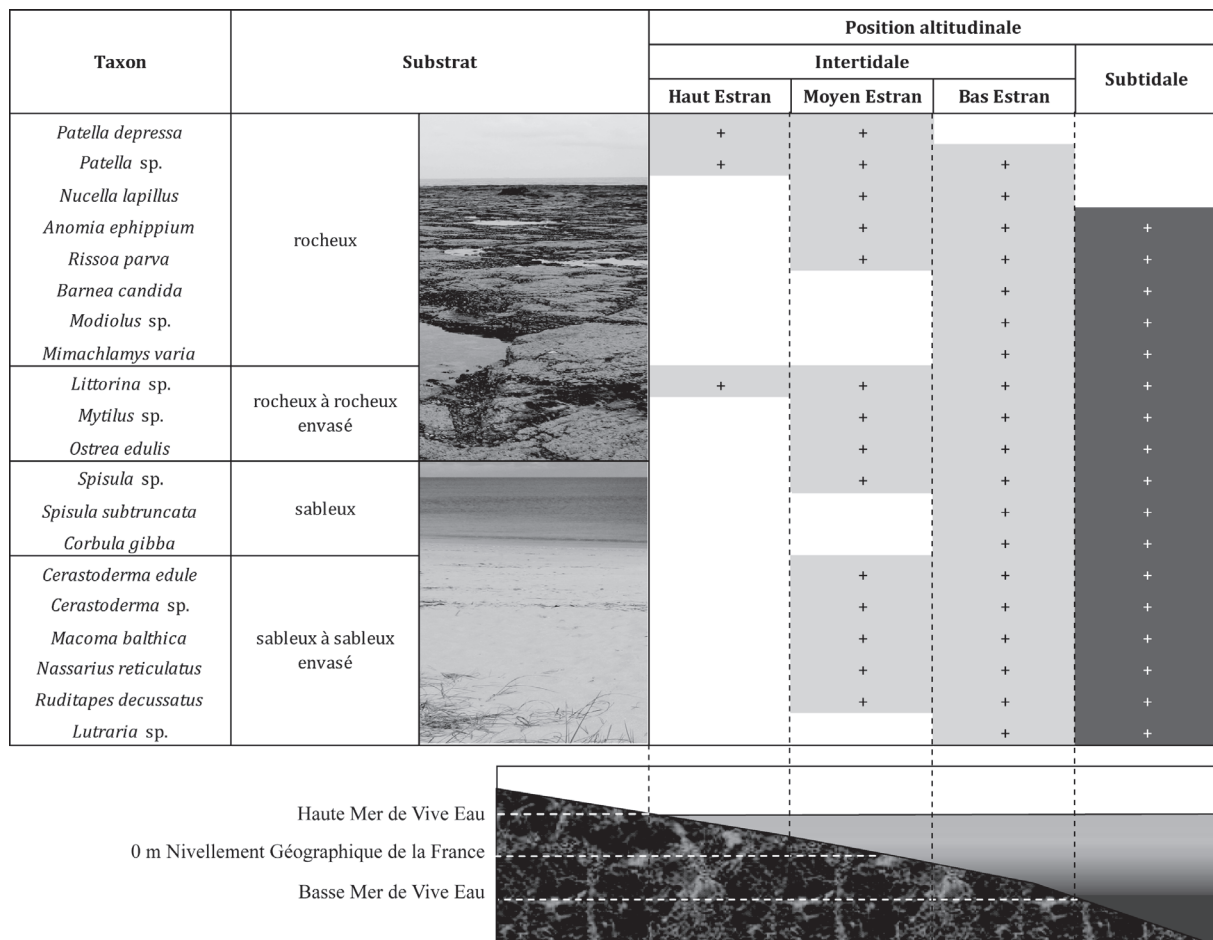 Taxon Substrat Position altitudinale
Intertidale Subtidale
Haut Estran Moyen Estran Bas Estran
Patella depressa + +
Patella sp. + + +
Nucella lapillus + +
Anomia ephippium + + +
rocheux
Rissoa parva + + +
Barnea candida + +
Modiolus sp. + +
Mimachlamys varia + +
Littorina sp. + + + +
rocheux à rocheux
envasé
Mytilus sp. + + +
Ostrea edulis + + +
Spisula sp. + + +
sableux
Spisula subtruncata + +
Corbula gibba + +
Cerastoderma edule + + +
Cerastoderma sp. + + +
sableux à sableux
envasé
Macoma balthica + + +
Nassarius reticulatus + + +
Ruditapes decussatus + + +
Lutraria sp. + +
Haute Mer de Vive Eau
0 m Nivellement Géographique de la France
Basse Mer de Vive Eau